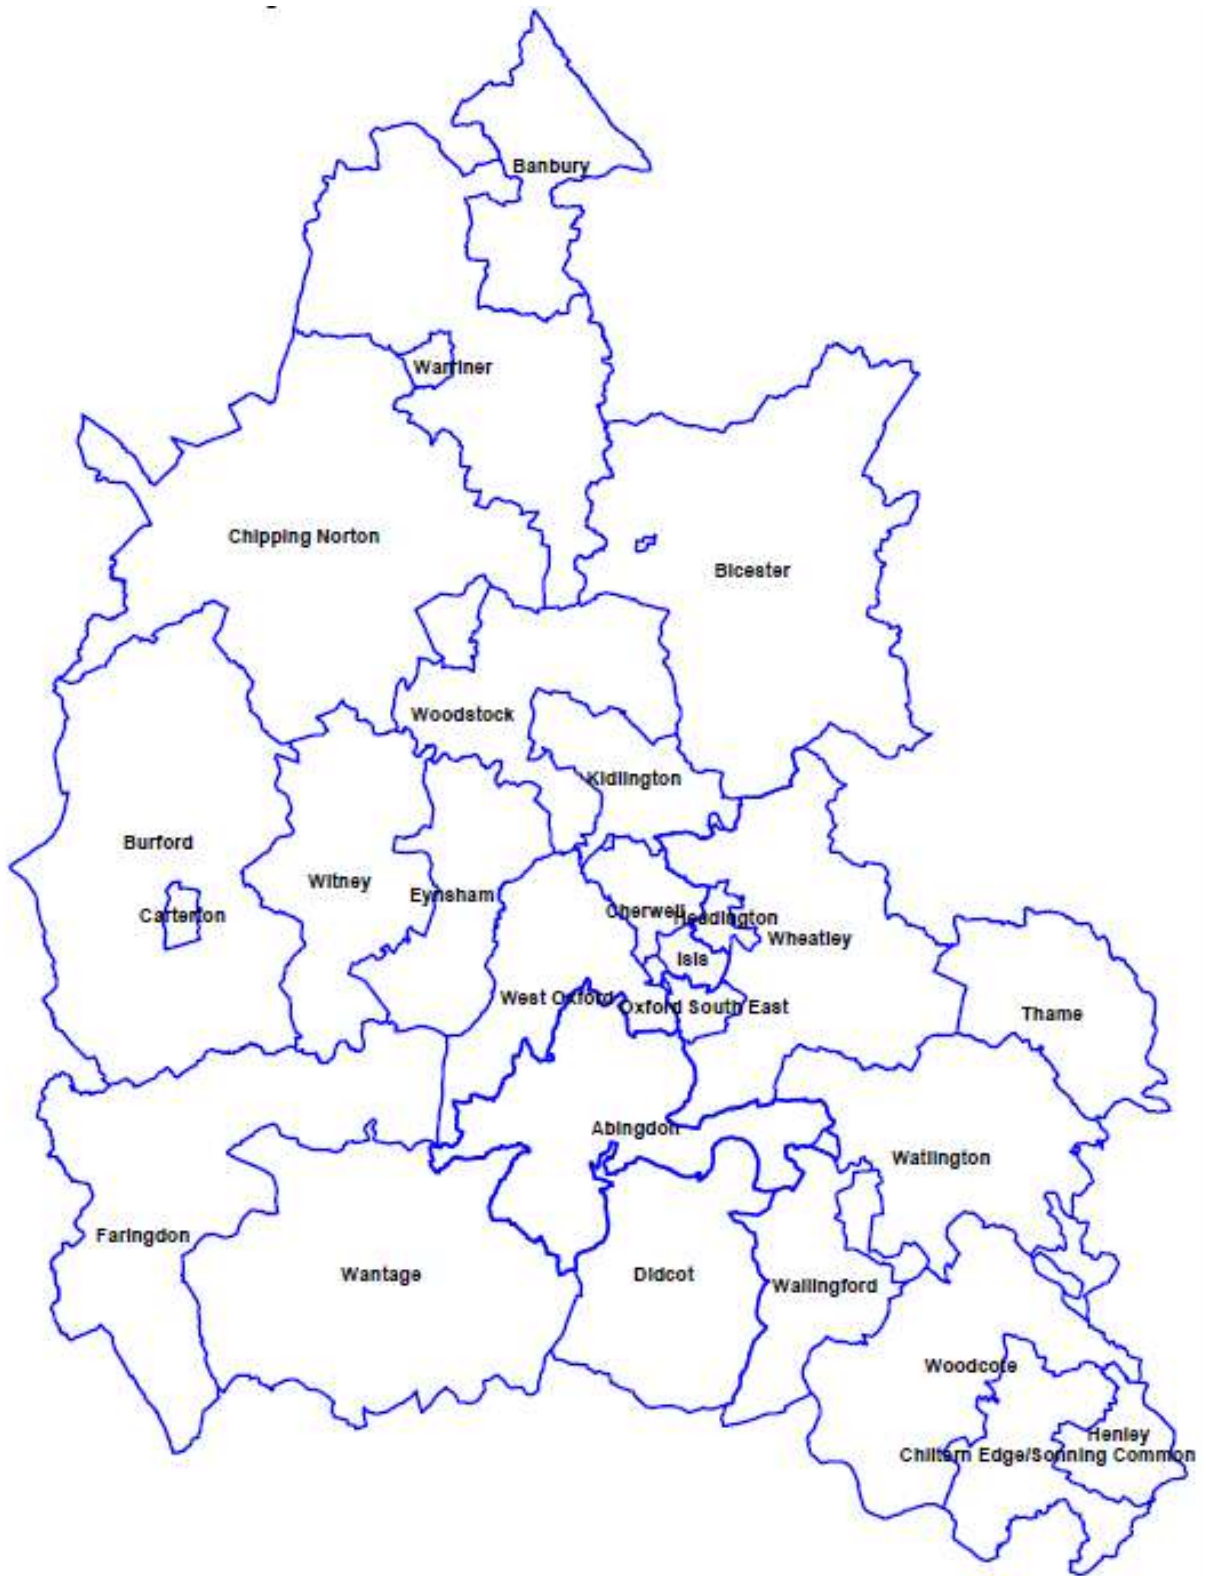 Banbury
Warriner
Chipping Norton
Bicester
Woodstock
Kidlington
Burford
Witney
Eynsham
Carterton
Cherwell
Headington
Wheatley
Isis
West Oxford
Oxford South East
Thame
Abingdon
Watlington
Faringdon
Wantage
Didcot
Wallingford
Woodcote
Henley
Chiltern Edge/Sonning Common